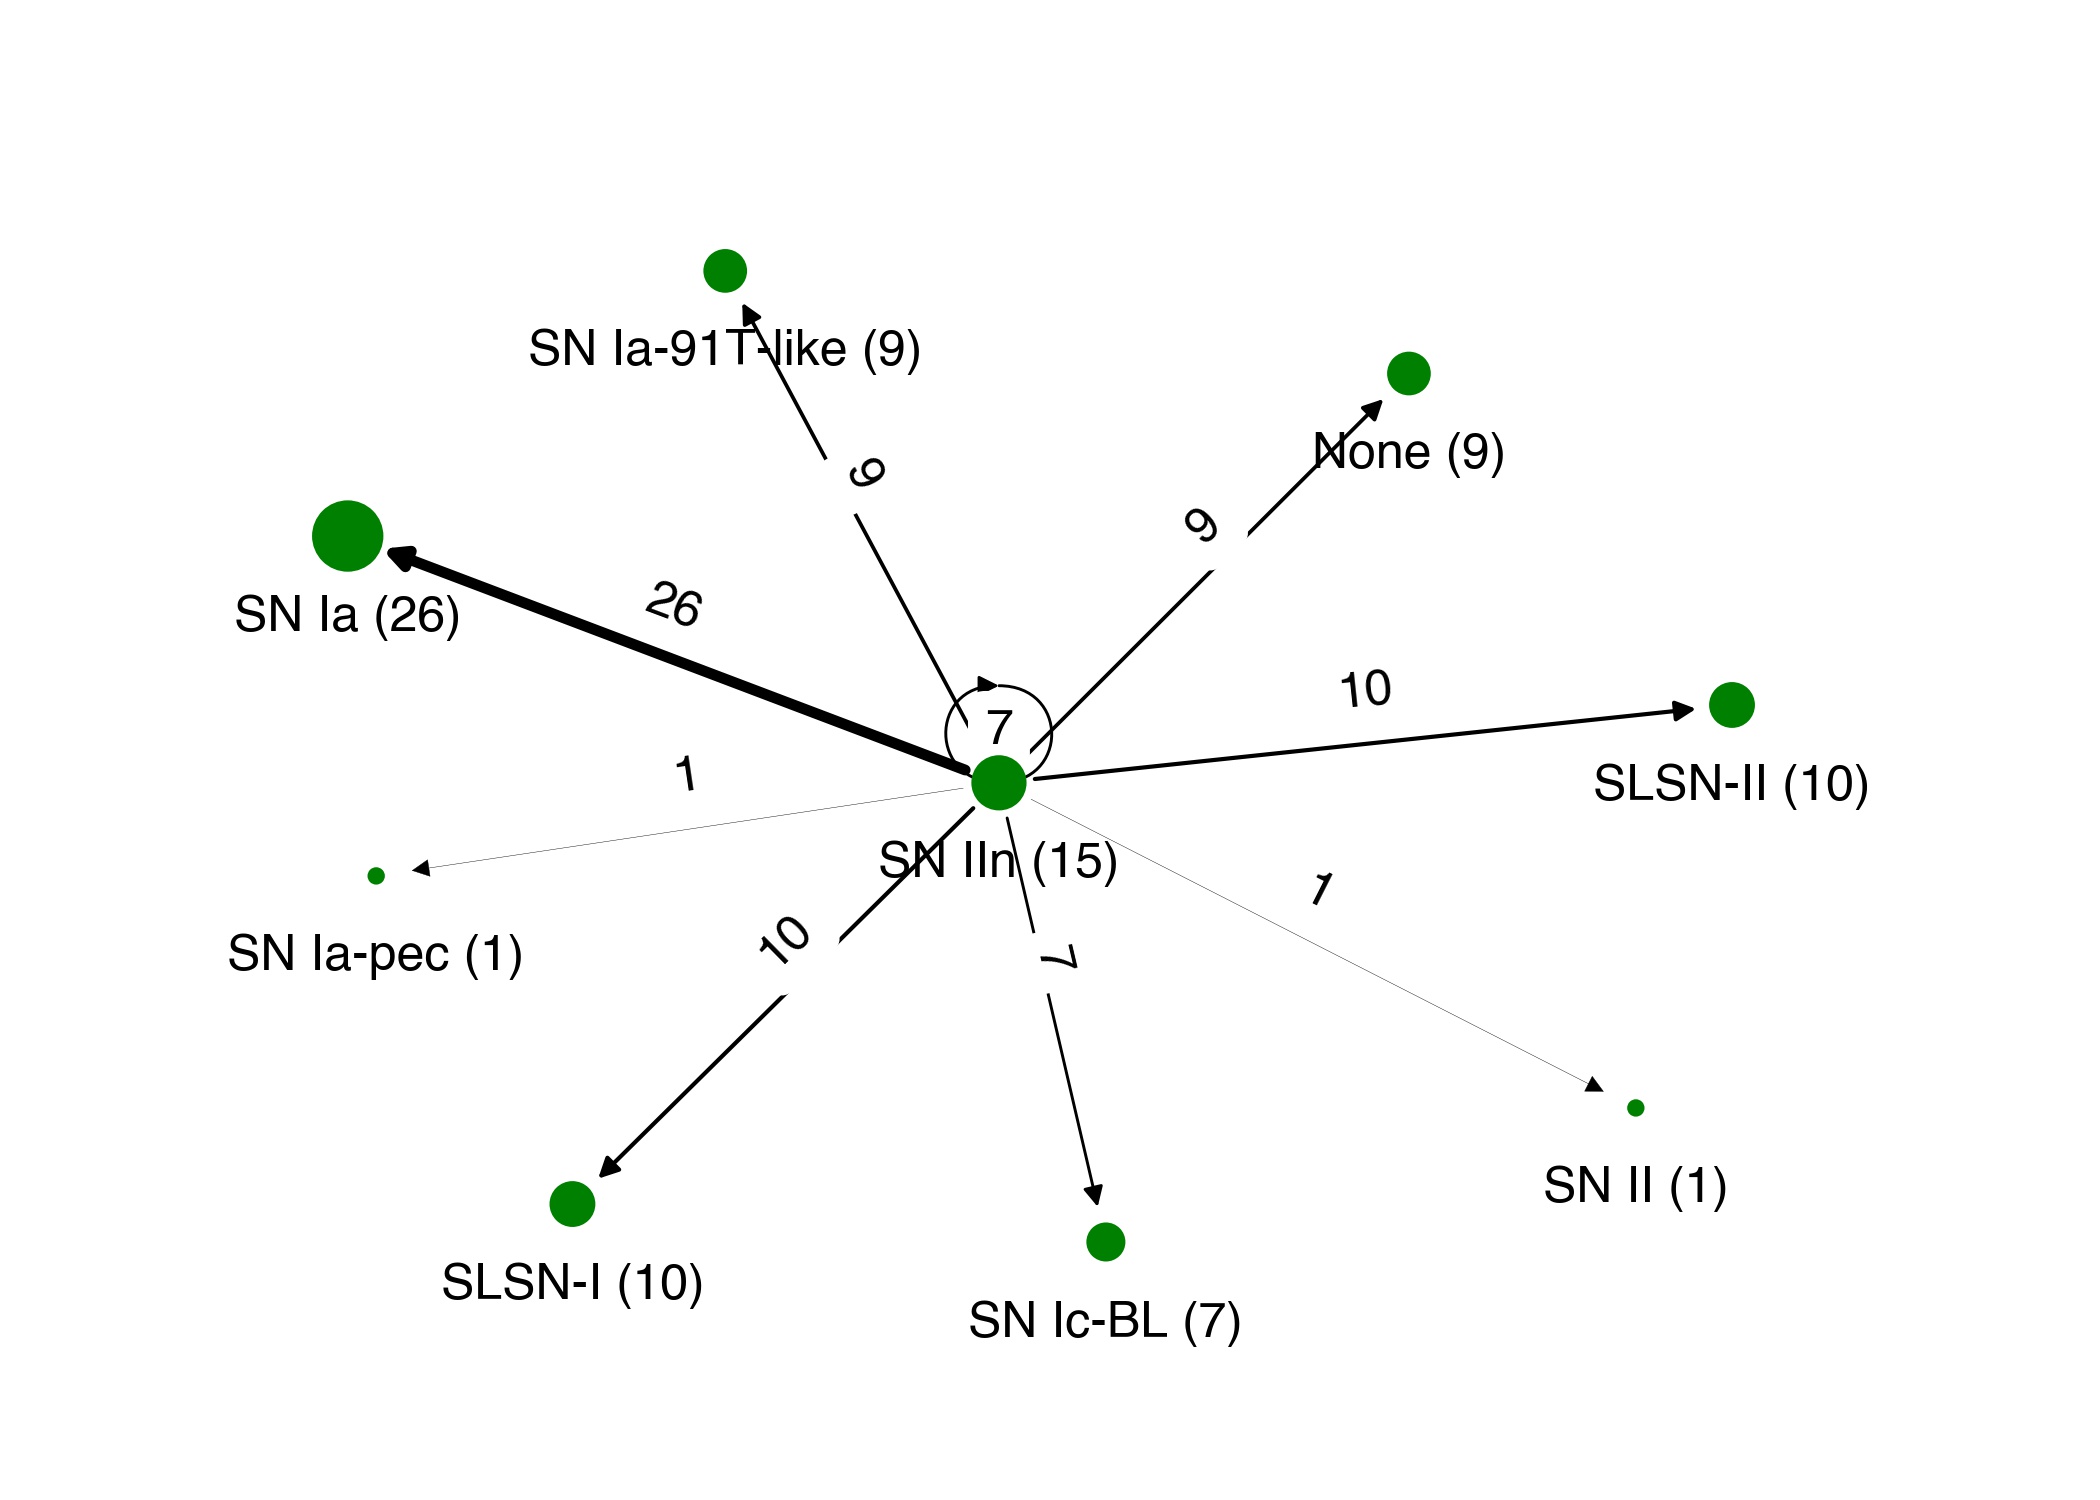 SN Ia-91T-like (9)
None (9)
9
9
SN Ia (26)
26
10
7
SLSN-II (10)
1
SN IIn (15)
1
SN Ia-pec (1)
10
7
SN II (1)
SLSN-I (10)
SN Ic-BL (7)